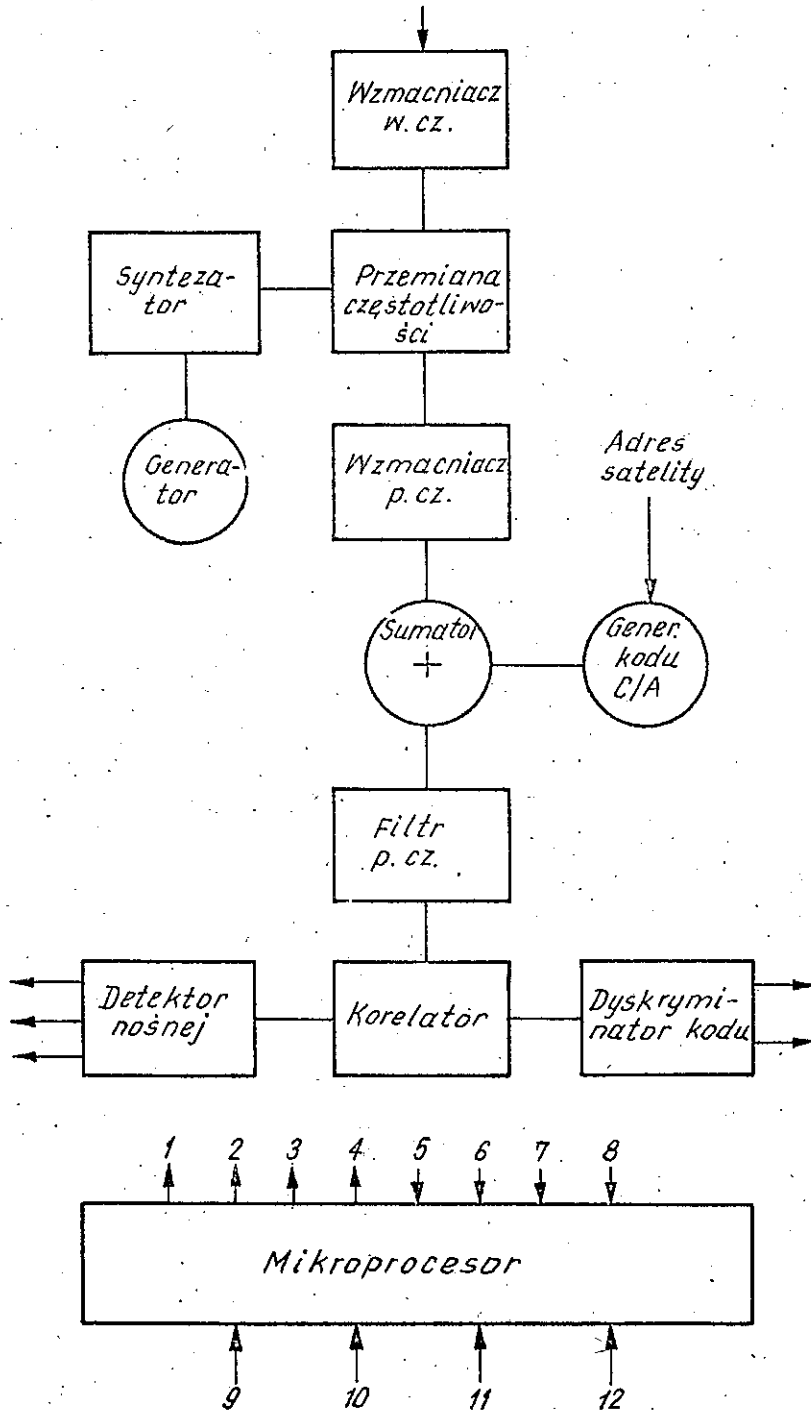 Wzmacniacz
w. cz.
Synteza-
tor
Przemiana
częstotliwo-
ści
Genera-
tor
Wzmacniacz
p. cz.
Adres
satelity
Sumator
+
Gener.
kodu
C/A
Filtr
p. cz.
Detektor
nośnej
Korelator
Dyskrymi-
nator kodu
1 2 3 4 5 6 7 8
Mikroprocesor
9 10 11 12